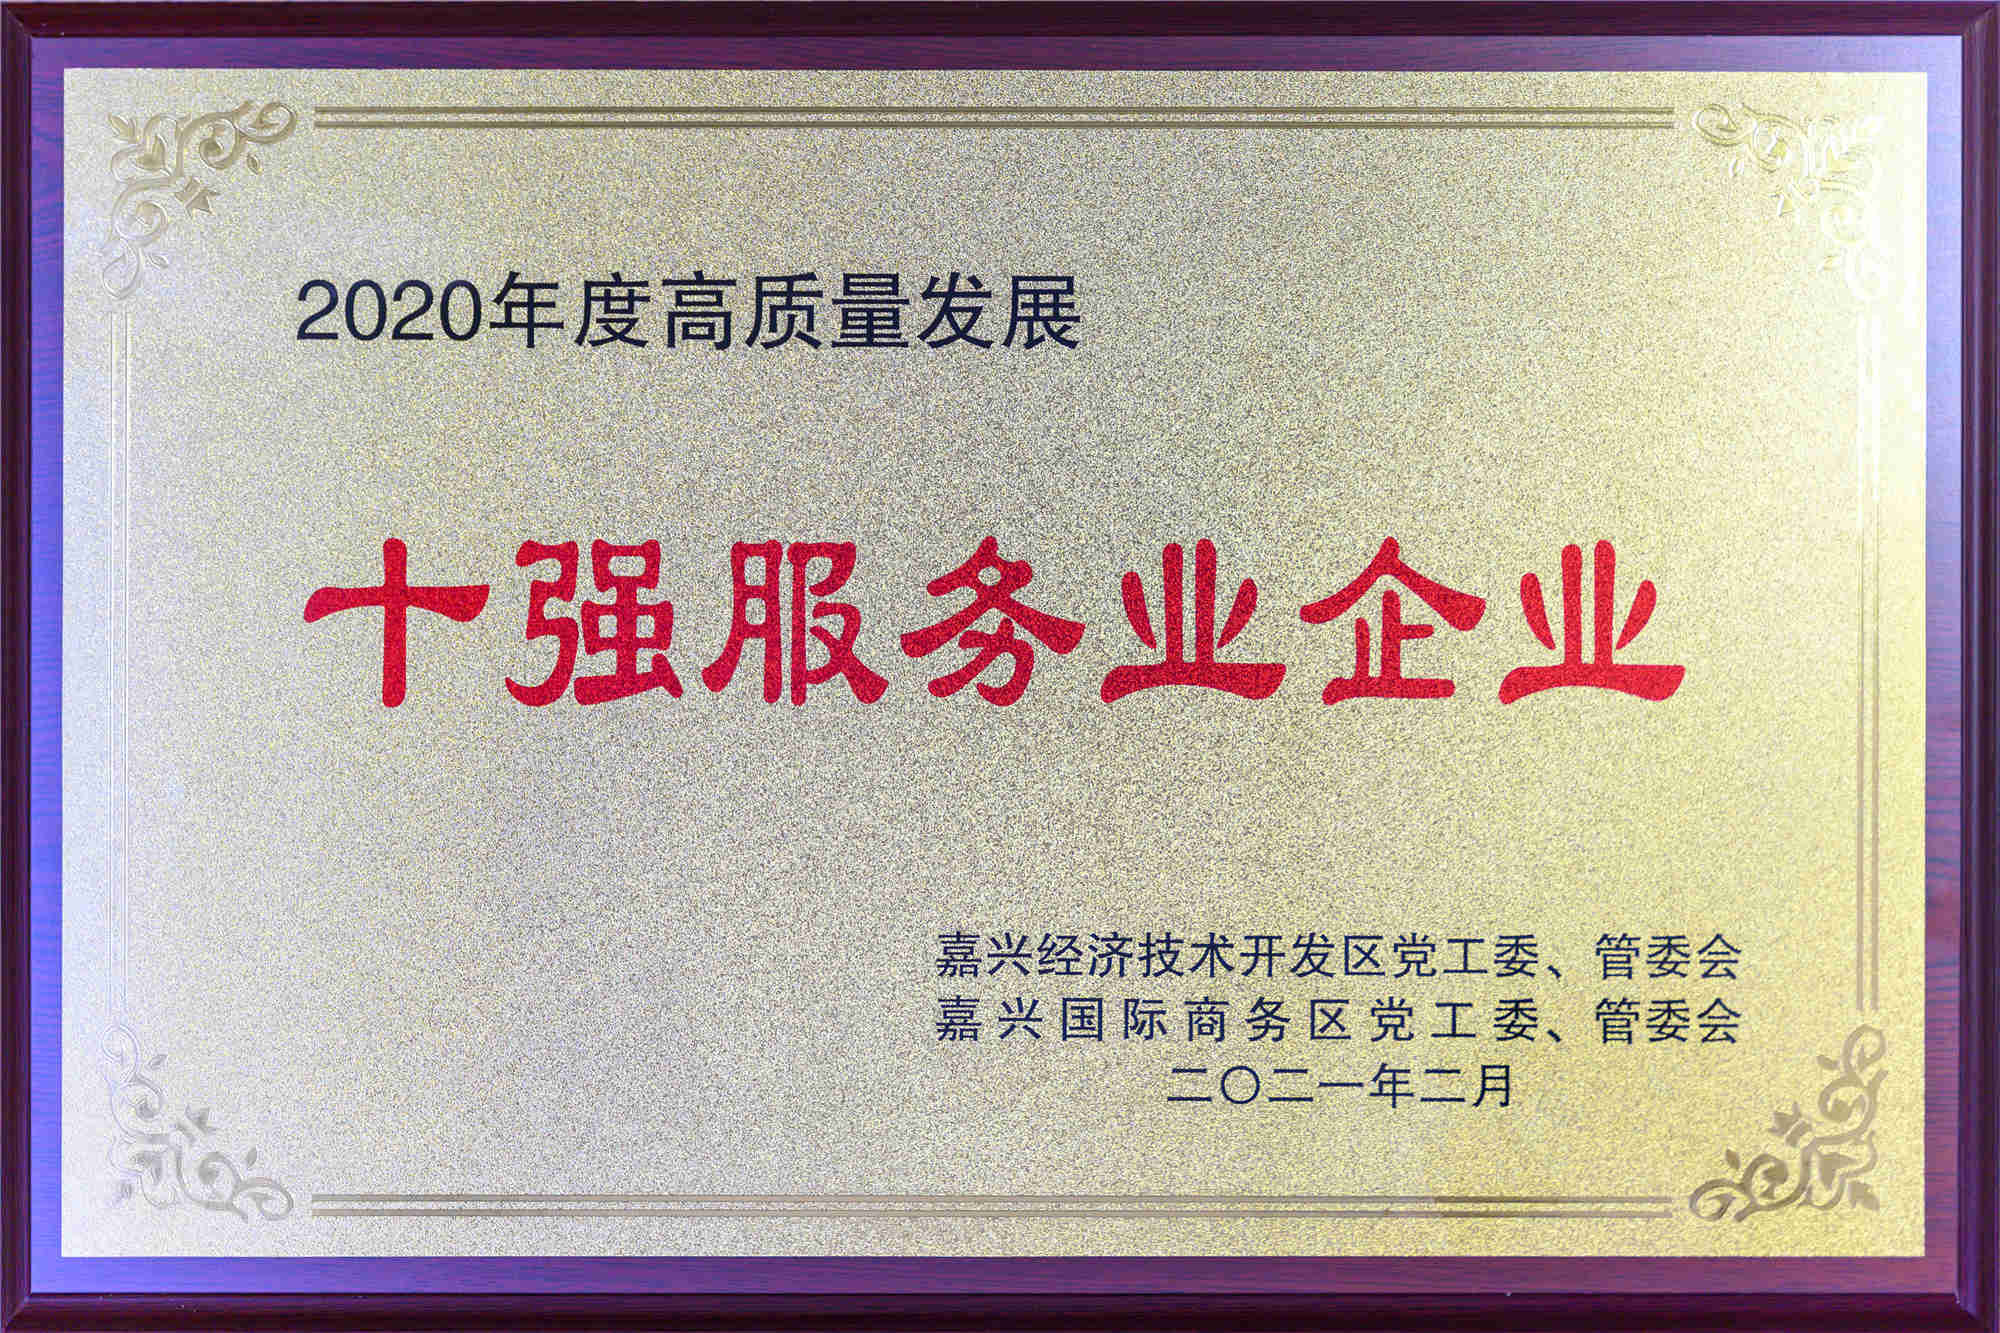 2020年度高质量发展
十强服务业企业
嘉兴经济技术开发区党工委、管委会
嘉兴国际商务区党工委、管委会
二〇二一年二月